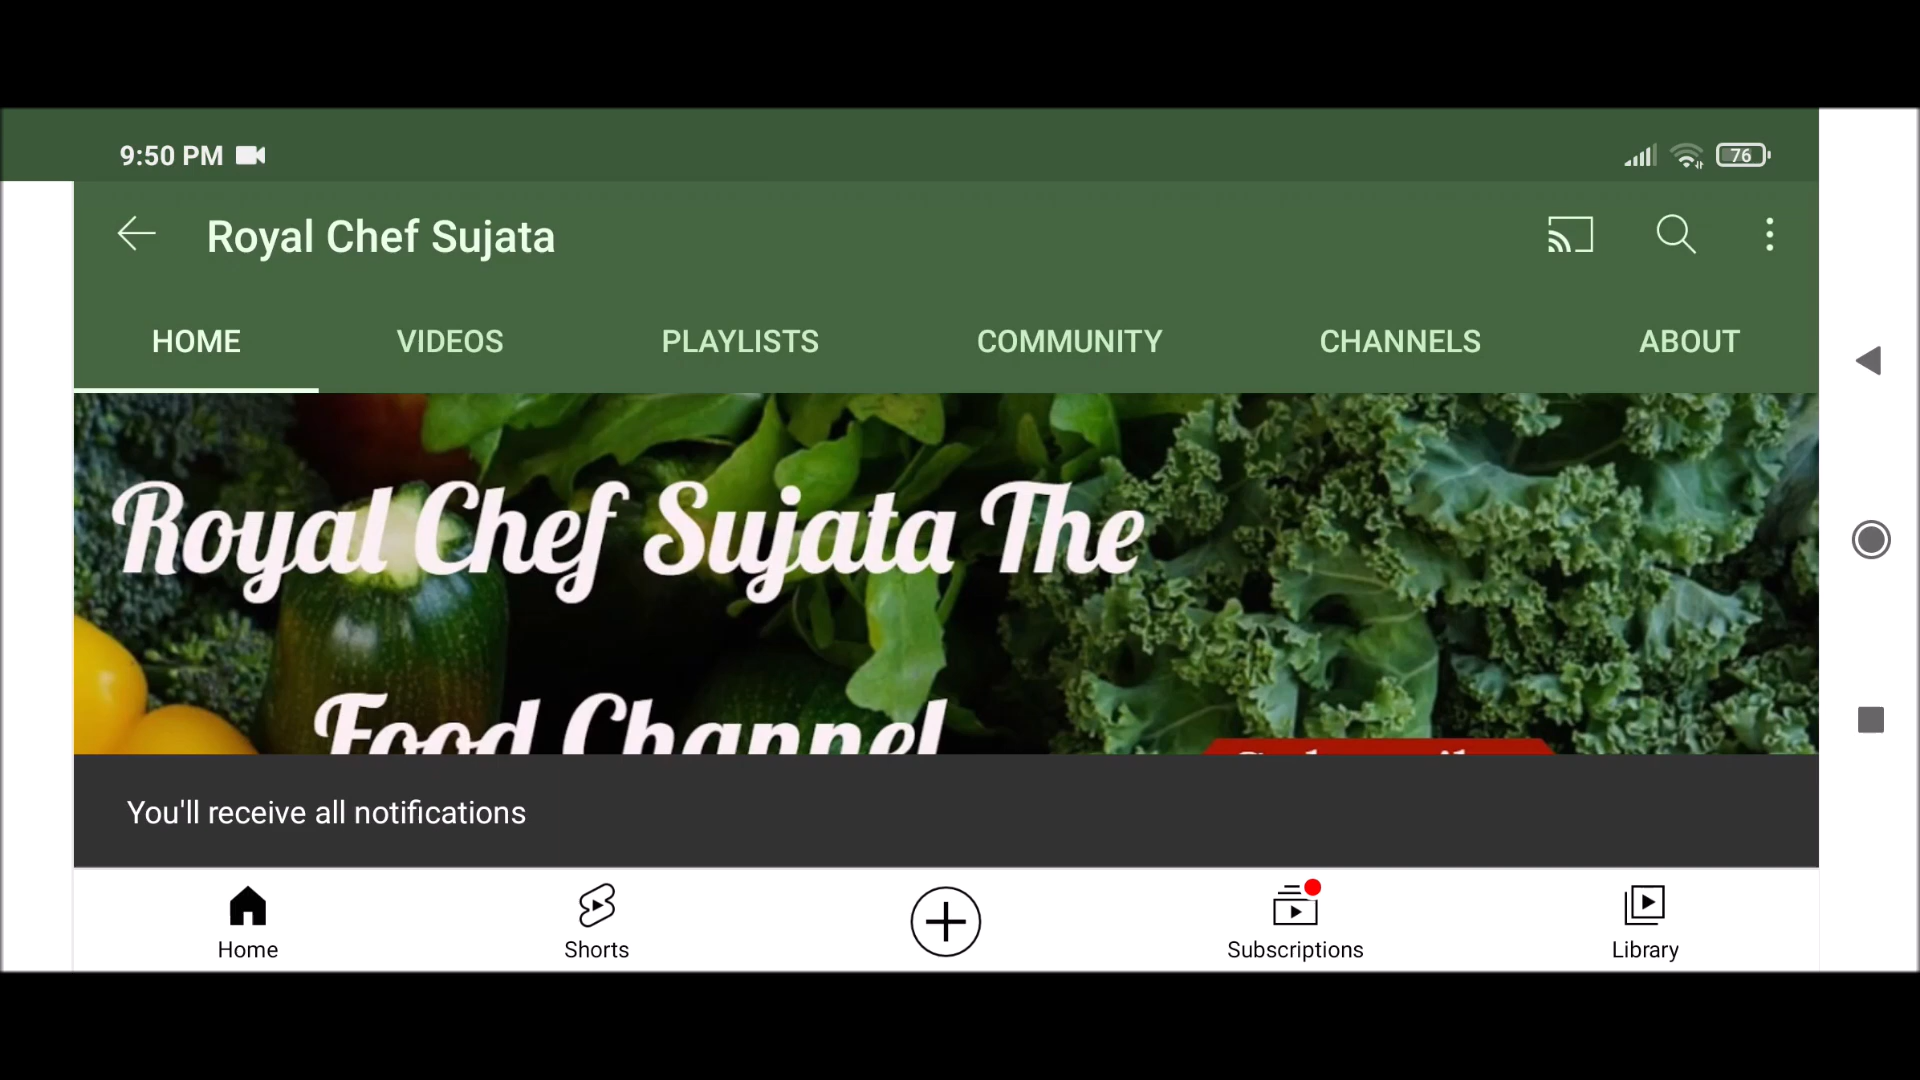 9:50 PM
76
Royal Chef Sujata
HOME VIDEOS PLAYLISTS COMMUNITY CHANNELS ABOUT
Royal Chef Sujata The
Food Channel
You'll receive all notifications
Home Shorts Subscriptions Library